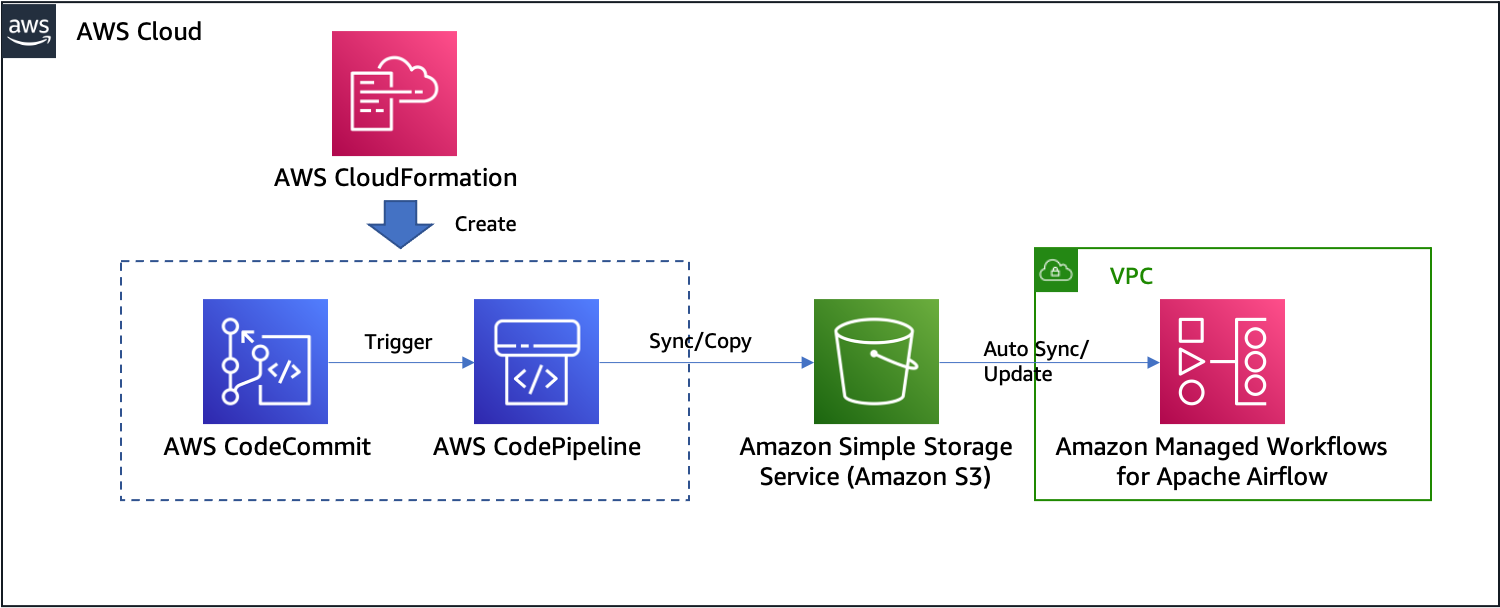 aws
AWS Cloud
AWS CloudFormation
Create
VPC
Trigger
Sync/Copy
Auto Sync/
Update
AWS CodeCommit
AWS CodePipeline
Amazon Simple Storage
Service (Amazon S3)
Amazon Managed Workflows
for Apache Airflow